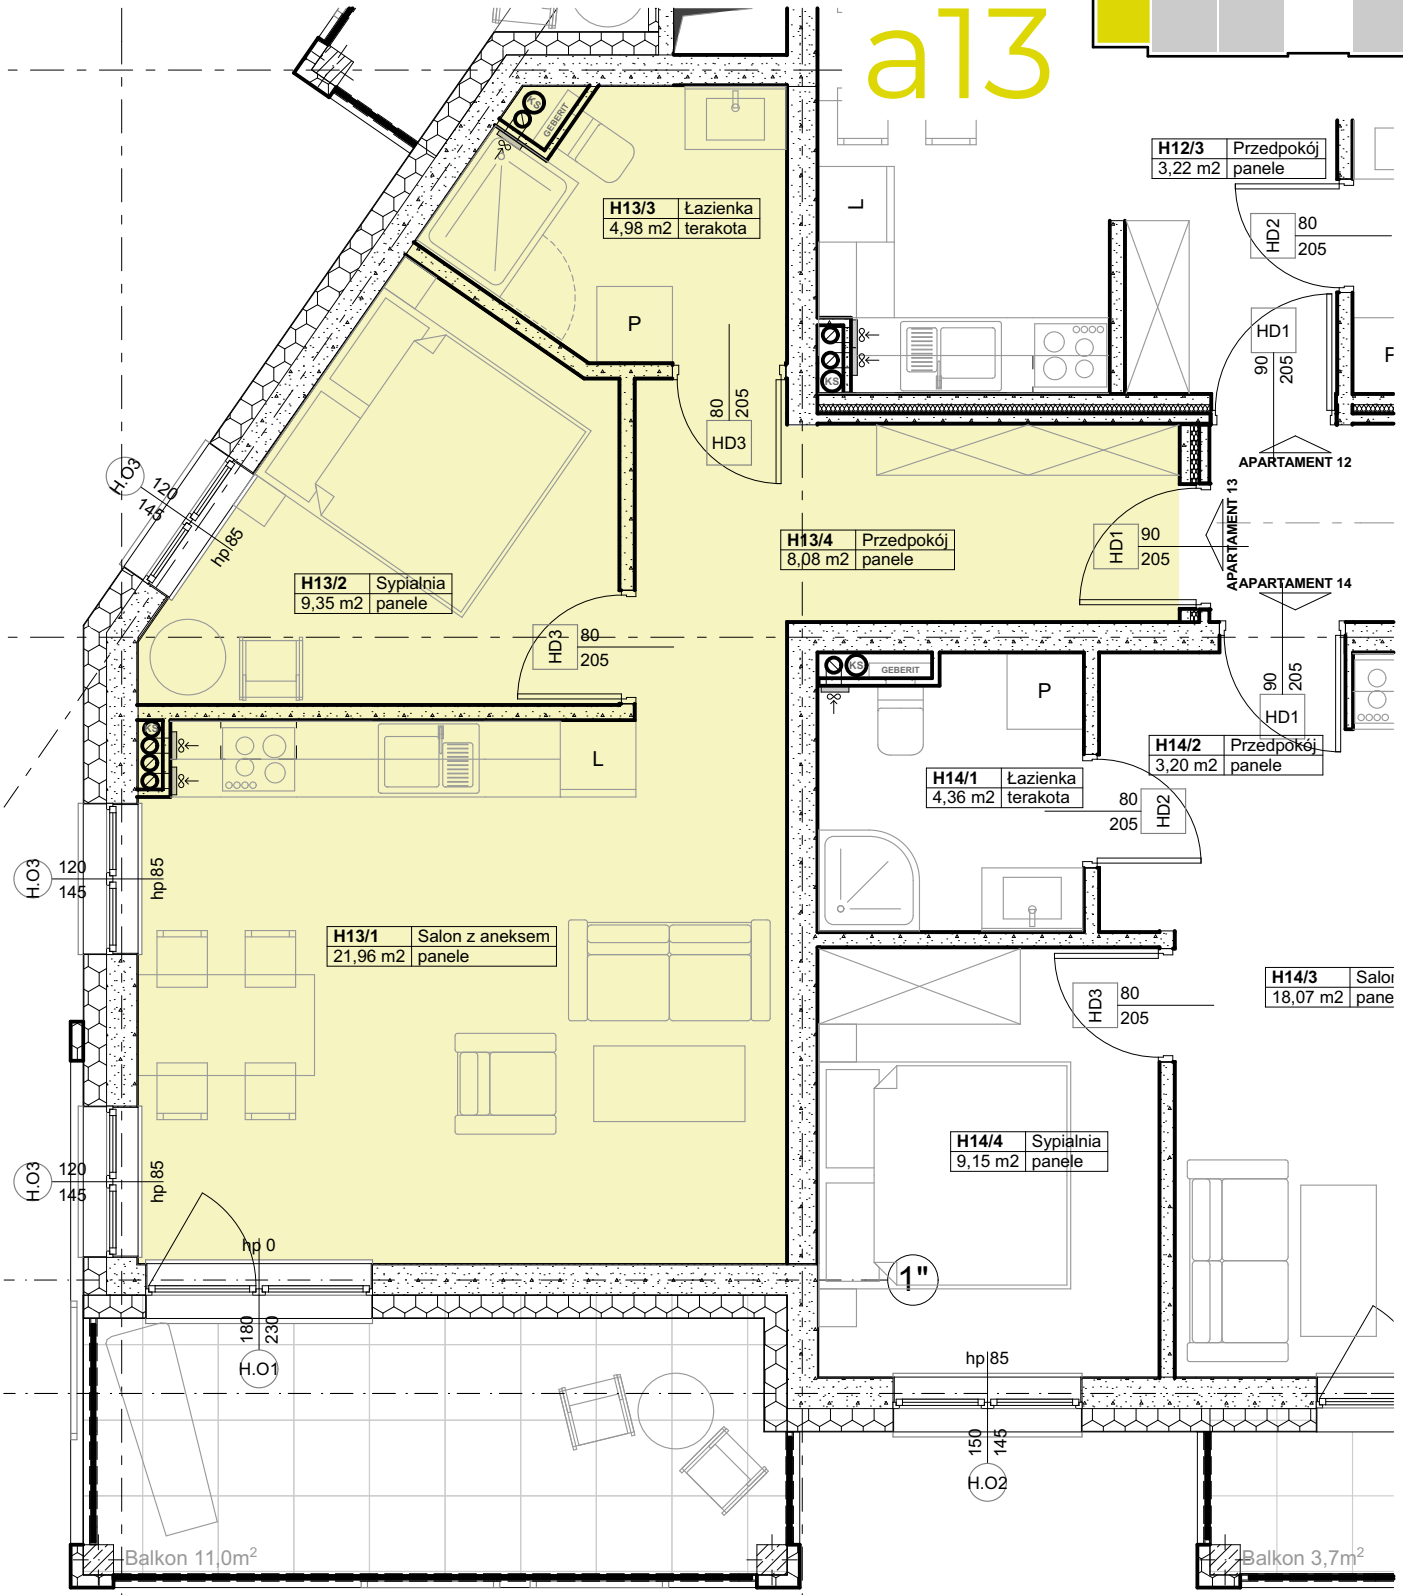 a13
H12/3 Przedpokój
3,22 m2 panele
KS
GEBERIT
H13/3 Łazienka
4,98 m2 terakota
L
HD2 80
205
P
KS
HD1
90
205
80
205
HD3
APARTAMENT 12
APARTAMENT 13
APARTAMENT 14
H.O3
120
145
hp 85
H13/4 Przedpokój
8,08 m2 panele
HD1 90
205
H13/2 Sypialnia
9,35 m2 panele
HD3 80
205
KS
GEBERIT
P
90
205
HD1
KS
L
H14/2 Przedpokój
3,20 m2 panele
H14/1 Łazienka
4,36 m2 terakota
80
205 HD2
H.O3 120
145
hp 85
H13/1 Salon z aneksem
21,96 m2 panele
HD3 80
205
H14/3 Salon
18,07 m2 pane
H14/4 Sypialnia
9,15 m2 panele
H.O3 120
145
hp 85
hp 0
1"
180
230
H.O1
hp 85
150
145
H.O2
Balkon 11,0m²
Balkon 3,7m²